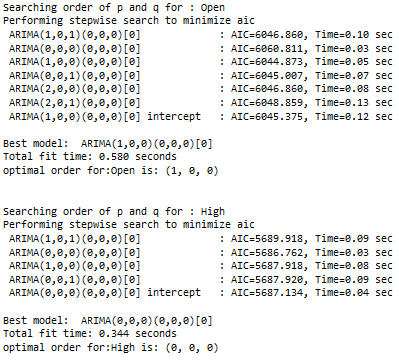 Searching order of p and q for : Open
Performing stepwise search to minimize aic
ARIMA(1,0,1)(0,0,0)[0] : AIC=6046.860, Time=0.10 sec
ARIMA(0,0,0)(0,0,0)[0] : AIC=6060.811, Time=0.03 sec
ARIMA(1,0,0)(0,0,0)[0] : AIC=6044.873, Time=0.05 sec
ARIMA(0,0,1)(0,0,0)[0] : AIC=6045.007, Time=0.07 sec
ARIMA(2,0,0)(0,0,0)[0] : AIC=6046.860, Time=0.08 sec
ARIMA(2,0,1)(0,0,0)[0] : AIC=6048.859, Time=0.13 sec
ARIMA(1,0,0)(0,0,0)[0] intercept : AIC=6045.375, Time=0.12 sec
Best model: ARIMA(1,0,0)(0,0,0)[0]
Total fit time: 0.580 seconds
optimal order for:Open is: (1, 0, 0)
Searching order of p and q for : High
Performing stepwise search to minimize aic
ARIMA(1,0,1)(0,0,0)[0] : AIC=5689.918, Time=0.09 sec
ARIMA(0,0,0)(0,0,0)[0] : AIC=5686.762, Time=0.03 sec
ARIMA(1,0,0)(0,0,0)[0] : AIC=5687.918, Time=0.08 sec
ARIMA(0,0,1)(0,0,0)[0] : AIC=5687.920, Time=0.09 sec
ARIMA(0,0,0)(0,0,0)[0] intercept : AIC=5687.134, Time=0.04 sec
Best model: ARIMA(0,0,0)(0,0,0)[0]
Total fit time: 0.344 seconds
optimal order for:High is: (0, 0, 0)